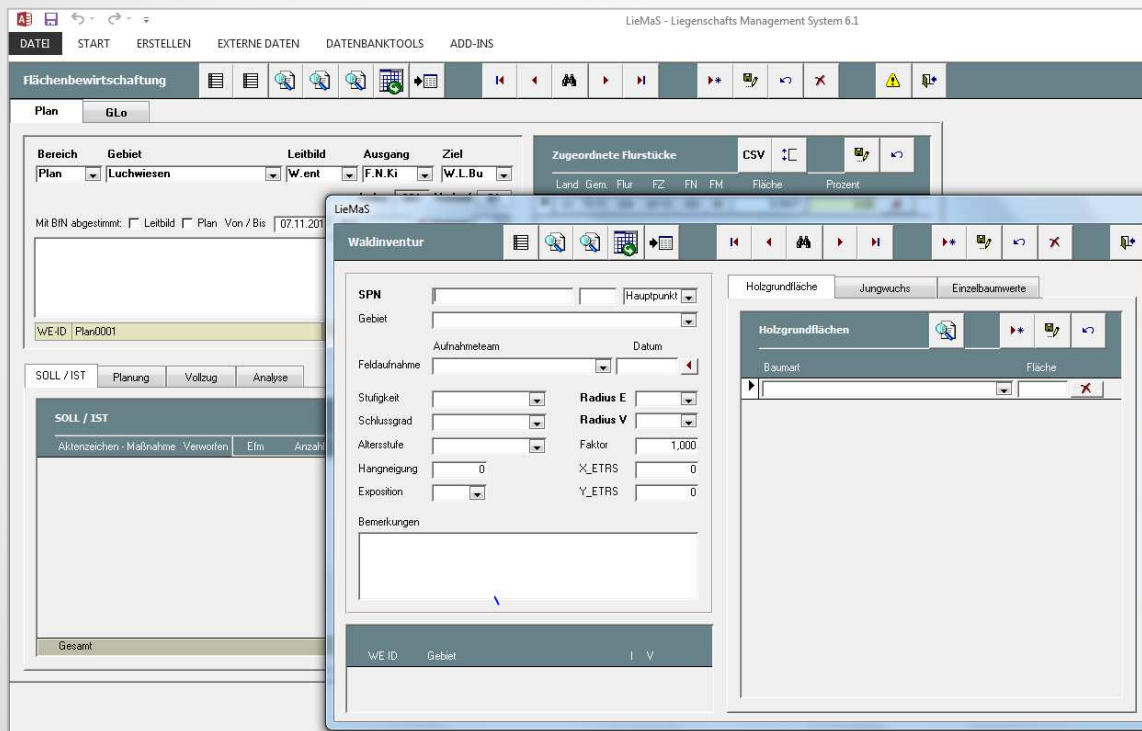 LieMaS - Liegenschafts Management System 6.1
DATEI START ERSTELLEN EXTERNE DATEN DATENBANKTOOLS ADD-INS
Flächenbewirtschaftung
Plan GLo
Bereich Gebiet Leitbild Ausgang Ziel
Plan Luchwiesen W.ent F.N.Ki W.L.Bu
Mit BfN abgestimmt: Leitbild Plan Von / Bis 07.11.201
WE-ID Plan0001
Zugeordnete Flurstücke CSV
Land Gem. Flur FZ FN FM Fläche Prozent
SOLL / IST Planung Vollzug Analyse
SOLL / IST
Aktenzeichen - Maßnahme Verworfen Efm Anzahl
Gesamt
LieMaS
Waldinventur
SPN Hauptpunkt
Gebiet
Aufnahmeteam Datum
Feldaufnahme
Stufigkeit Radius E
Schlussgrad Radius V
Altersstufe Faktor 1,000
Hangneigung 0 X_ETRS 0
Exposition Y_ETRS 0
Bemerkungen
WE ID Gebiet I V
Holzgrundfläche Jungwuchs Einzelbaumwerte
Holzgrundflächen
Baumart Fläche